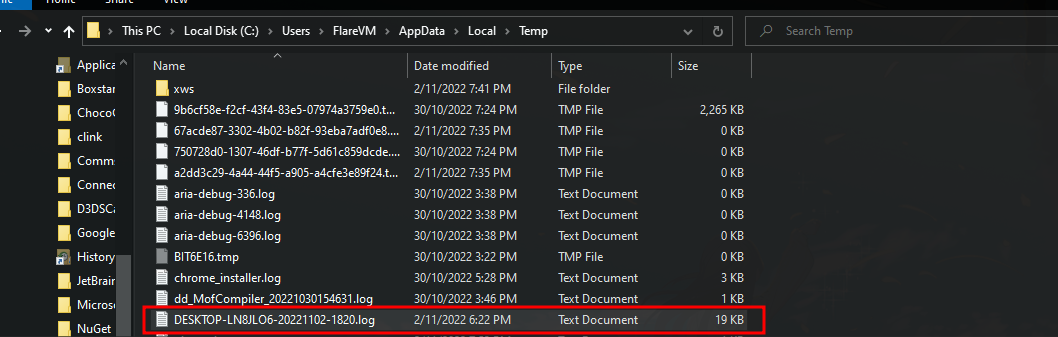 File Home Share View
This PC > Local Disk (C:) > Users > FlareVM > AppData > Local > Temp
Search Temp
Name Date modified Type Size
Applica
Boxstar
ChocoC
clink
Comms
Connec
D3DSCa
Google
History
JetBrain
Microso
NuGet
xws 2/11/2022 7:41 PM File folder
9b6cf58e-f2cf-43f4-83e5-07974a3759e0.t... 30/10/2022 7:24 PM TMP File 2,265 KB
67acde87-3302-4b02-b82f-93eba7adf0e8.... 2/11/2022 7:35 PM TMP File 0 KB
750728d0-1307-46df-b77f-5d61c859dcde.... 30/10/2022 7:24 PM TMP File 0 KB
a2dd3c29-4a44-44f5-a905-a4cfe3e89f24.t... 2/11/2022 7:35 PM TMP File 0 KB
aria-debug-336.log 30/10/2022 3:38 PM Text Document 0 KB
aria-debug-4148.log 30/10/2022 3:38 PM Text Document 0 KB
aria-debug-6396.log 30/10/2022 3:38 PM Text Document 0 KB
BIT6E16.tmp 30/10/2022 3:22 PM TMP File 0 KB
chrome_installer.log 30/10/2022 5:28 PM Text Document 3 KB
dd_MofCompiler_20221030154631.log 30/10/2022 3:46 PM Text Document 1 KB
DESKTOP-LN8JLO6-20221102-1820.log 2/11/2022 6:22 PM Text Document 19 KB